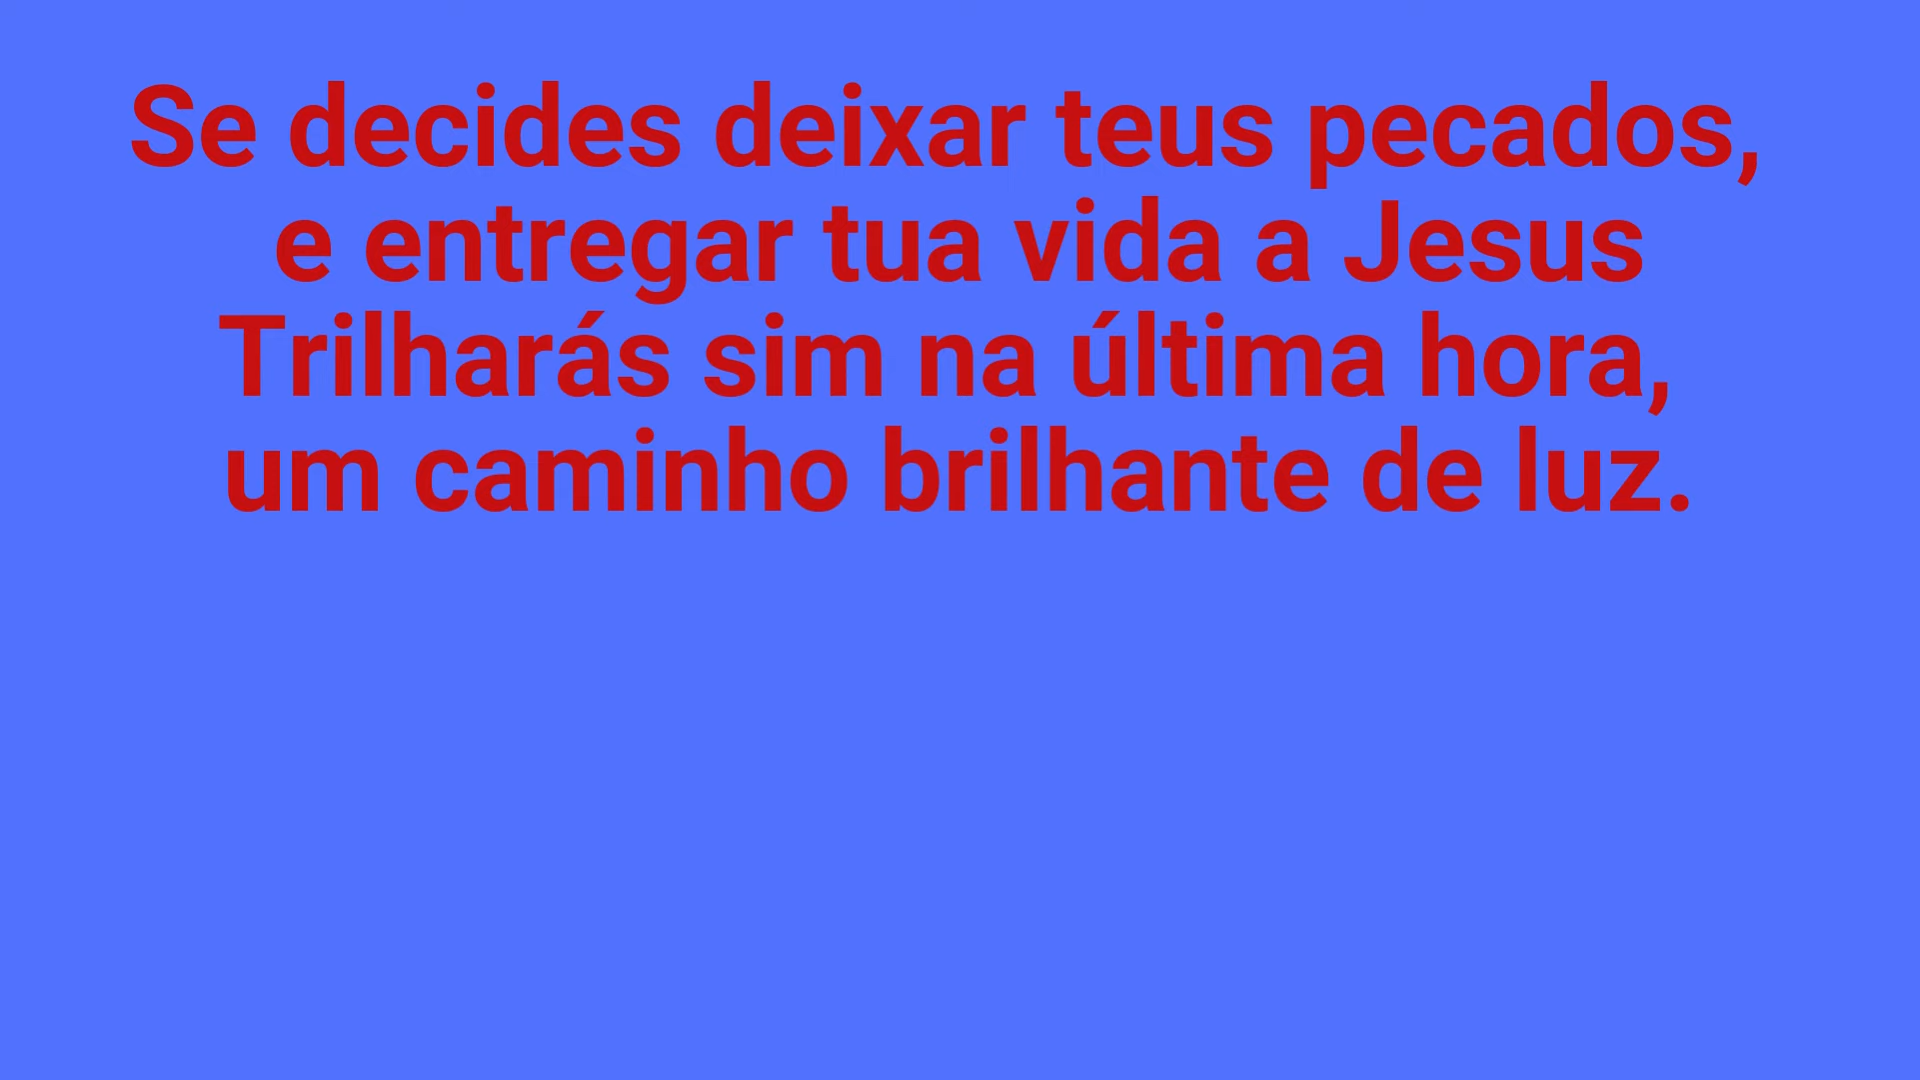 Se decides deixar teus pecados,
e entregar tua vida a Jesus
Trilharás sim na última hora,
um caminho brilhante de luz.